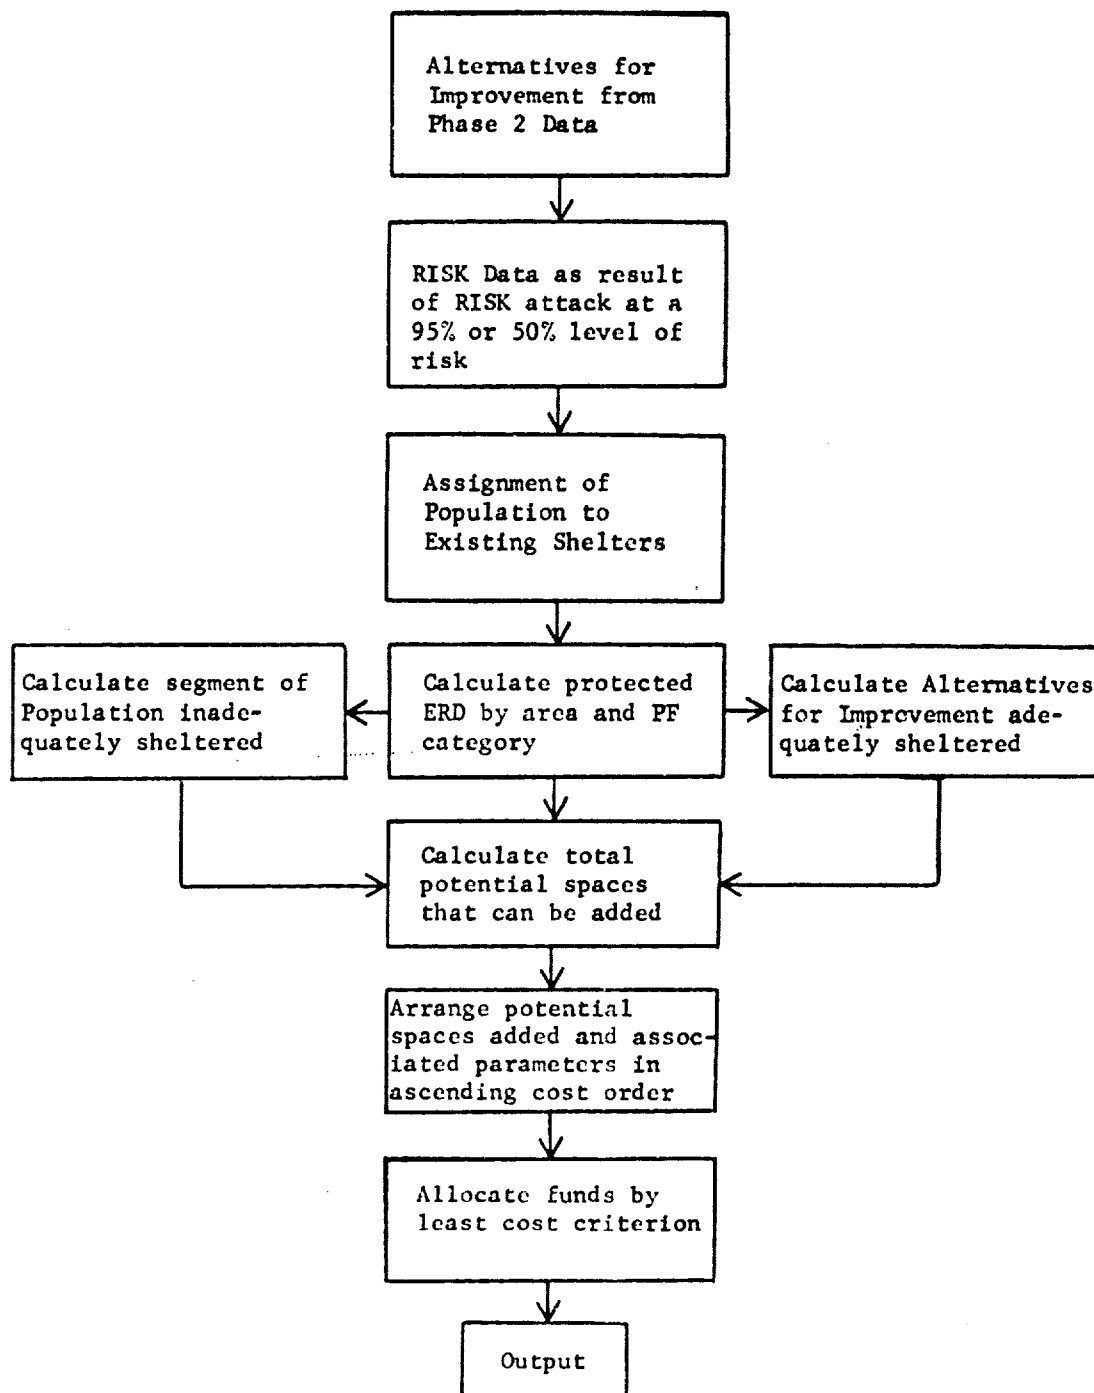 Alternatives for
Improvement from
Phase 2 Data
RISK Data as result
of RISK attack at a
95% or 50% level of
risk
Assignment of
Population to
Existing Shelters
Calculate segment of
Population inade-
quately sheltered
Calculate protected
ERD by area and PF
category
Calculate Alternatives
for Improvement ade-
quately sheltered
Calculate total
potential spaces
that can be added
Arrange potential
spaces added and assoc-
iated parameters in
ascending cost order
Allocate funds by
least cost criterion
Output